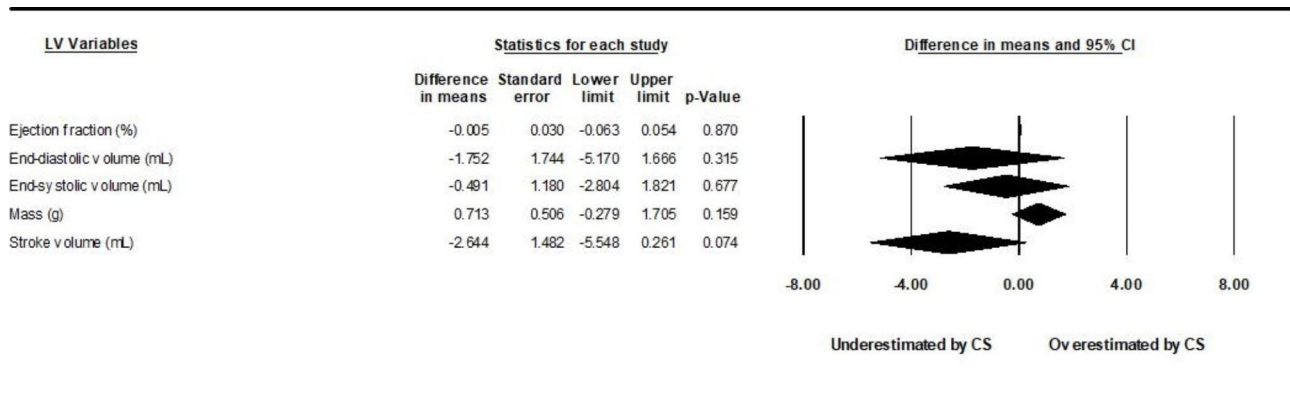 LV Variables Statistics for each study Difference in means and 95% CI
Difference Standard Lower Upper
in means error limit limit p-Value
Ejection fraction (%) -0.005 0.030 -0.063 0.054 0.870
End-diastolic volume (mL) -1.752 1.744 -5.170 1.666 0.315
End-systolic volume (mL) -0.491 1.180 -2.804 1.821 0.677
Mass (g) 0.713 0.506 -0.279 1.705 0.159
Stroke volume (mL) -2.644 1.482 -5.548 0.261 0.074
-8.00 -4.00 0.00 4.00 8.00
Underestimated by CS Overestimated by CS